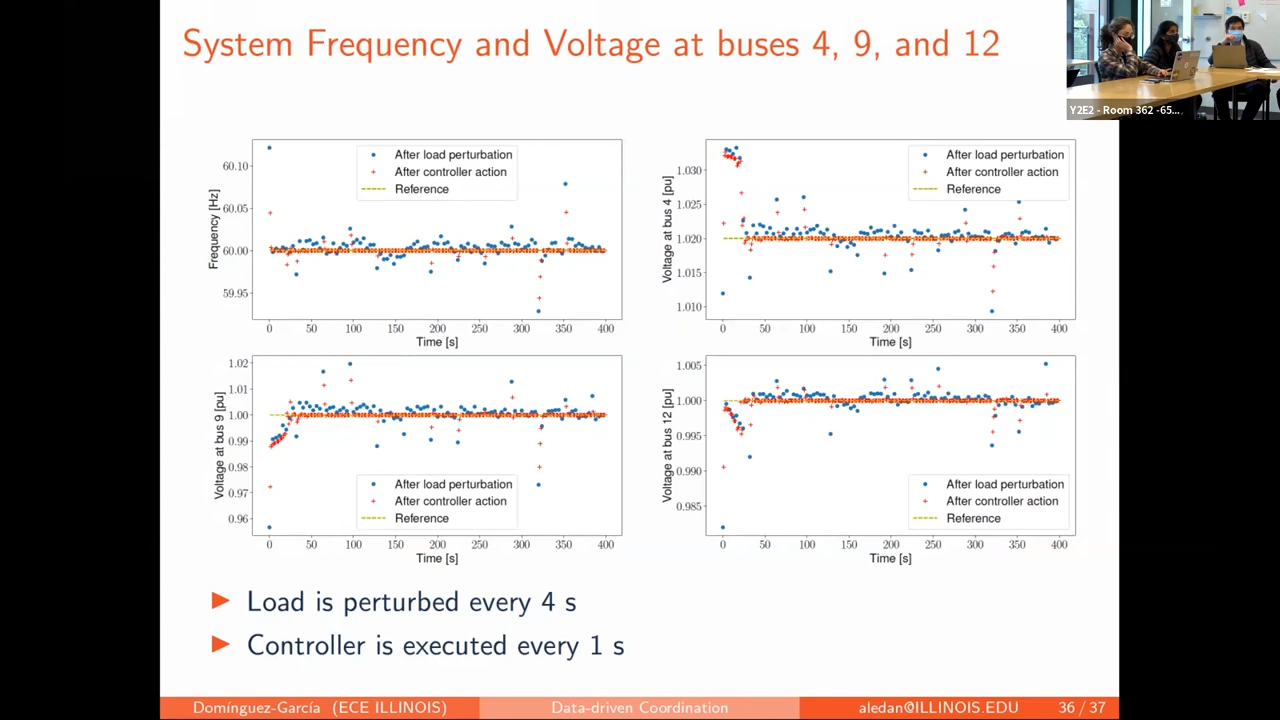 System Frequency and Voltage at buses 4, 9, and 12
Y2E2 - Room 362 -65...
60.10
60.05
60.00
59.95
Frequency [Hz]
After load perturbation
After controller action
Reference
0 50 100 150 200 250 300 350 400
Time [s]
1.030
1.025
1.020
1.015
1.010
Voltage at bus 4 [pu]
After load perturbation
After controller action
Reference
0 50 100 150 200 250 300 350 400
Time [s]
1.02
1.01
1.00
0.99
0.98
0.97
0.96
Voltage at bus 9 [pu]
After load perturbation
After controller action
Reference
0 50 100 150 200 250 300 350 400
Time [s]
1.005
1.000
0.995
0.990
0.985
Voltage at bus 12 [pu]
After load perturbation
After controller action
Reference
0 50 100 150 200 250 300 350 400
Time [s]
Load is perturbed every 4 s
Controller is executed every 1 s
Domínguez-García (ECE ILLINOIS)
Data-driven Coordination
aledan@ILLINOIS.EDU
36 / 37